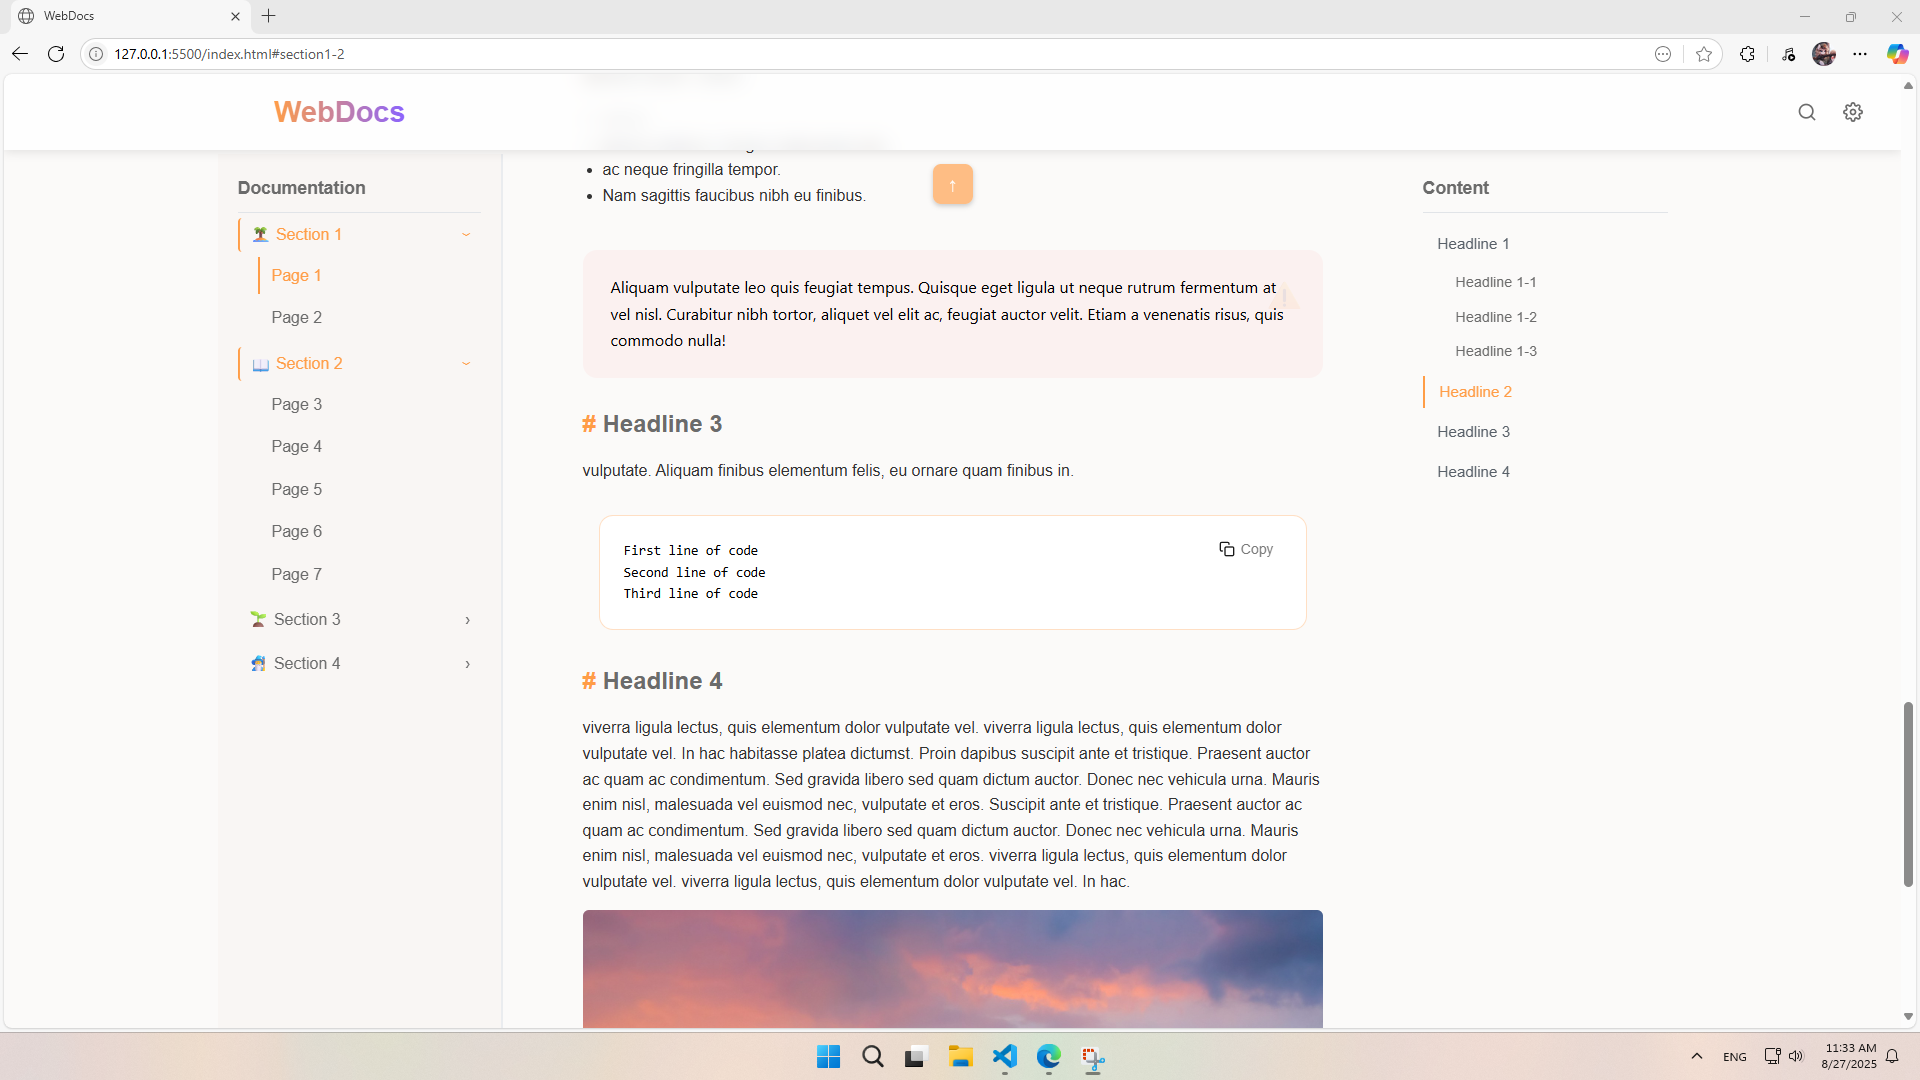 WebDocs
127.0.0.1:5500/index.html#section1-2
WebDocs
Documentation
Section 1
Page 1
Page 2
Section 2
Page 3
Page 4
Page 5
Page 6
Page 7
Section 3
Section 4
ac neque fringilla tempor.
Nam sagittis faucibus nibh eu finibus.
↑
Aliquam vulputate leo quis feugiat tempus. Quisque eget ligula ut neque rutrum fermentum at
vel nisl. Curabitur nibh tortor, aliquet vel elit ac, feugiat auctor velit. Etiam a venenatis risus, quis
commodo nulla!
# Headline 3
vulputate. Aliquam finibus elementum felis, eu ornare quam finibus in.
First line of code
Second line of code
Third line of code
Copy
# Headline 4
viverra ligula lectus, quis elementum dolor vulputate vel. viverra ligula lectus, quis elementum dolor
vulputate vel. In hac habitasse platea dictumst. Proin dapibus suscipit ante et tristique. Praesent auctor
ac quam ac condimentum. Sed gravida libero sed quam dictum auctor. Donec nec vehicula urna. Mauris
enim nisl, malesuada vel euismod nec, vulputate et eros. Suscipit ante et tristique. Praesent auctor ac
quam ac condimentum. Sed gravida libero sed quam dictum auctor. Donec nec vehicula urna. Mauris
enim nisl, malesuada vel euismod nec, vulputate et eros. viverra ligula lectus, quis elementum dolor
vulputate vel. viverra ligula lectus, quis elementum dolor vulputate vel. In hac.
Content
Headline 1
Headline 1-1
Headline 1-2
Headline 1-3
Headline 2
Headline 3
Headline 4
ENG
11:33 AM
8/27/2025